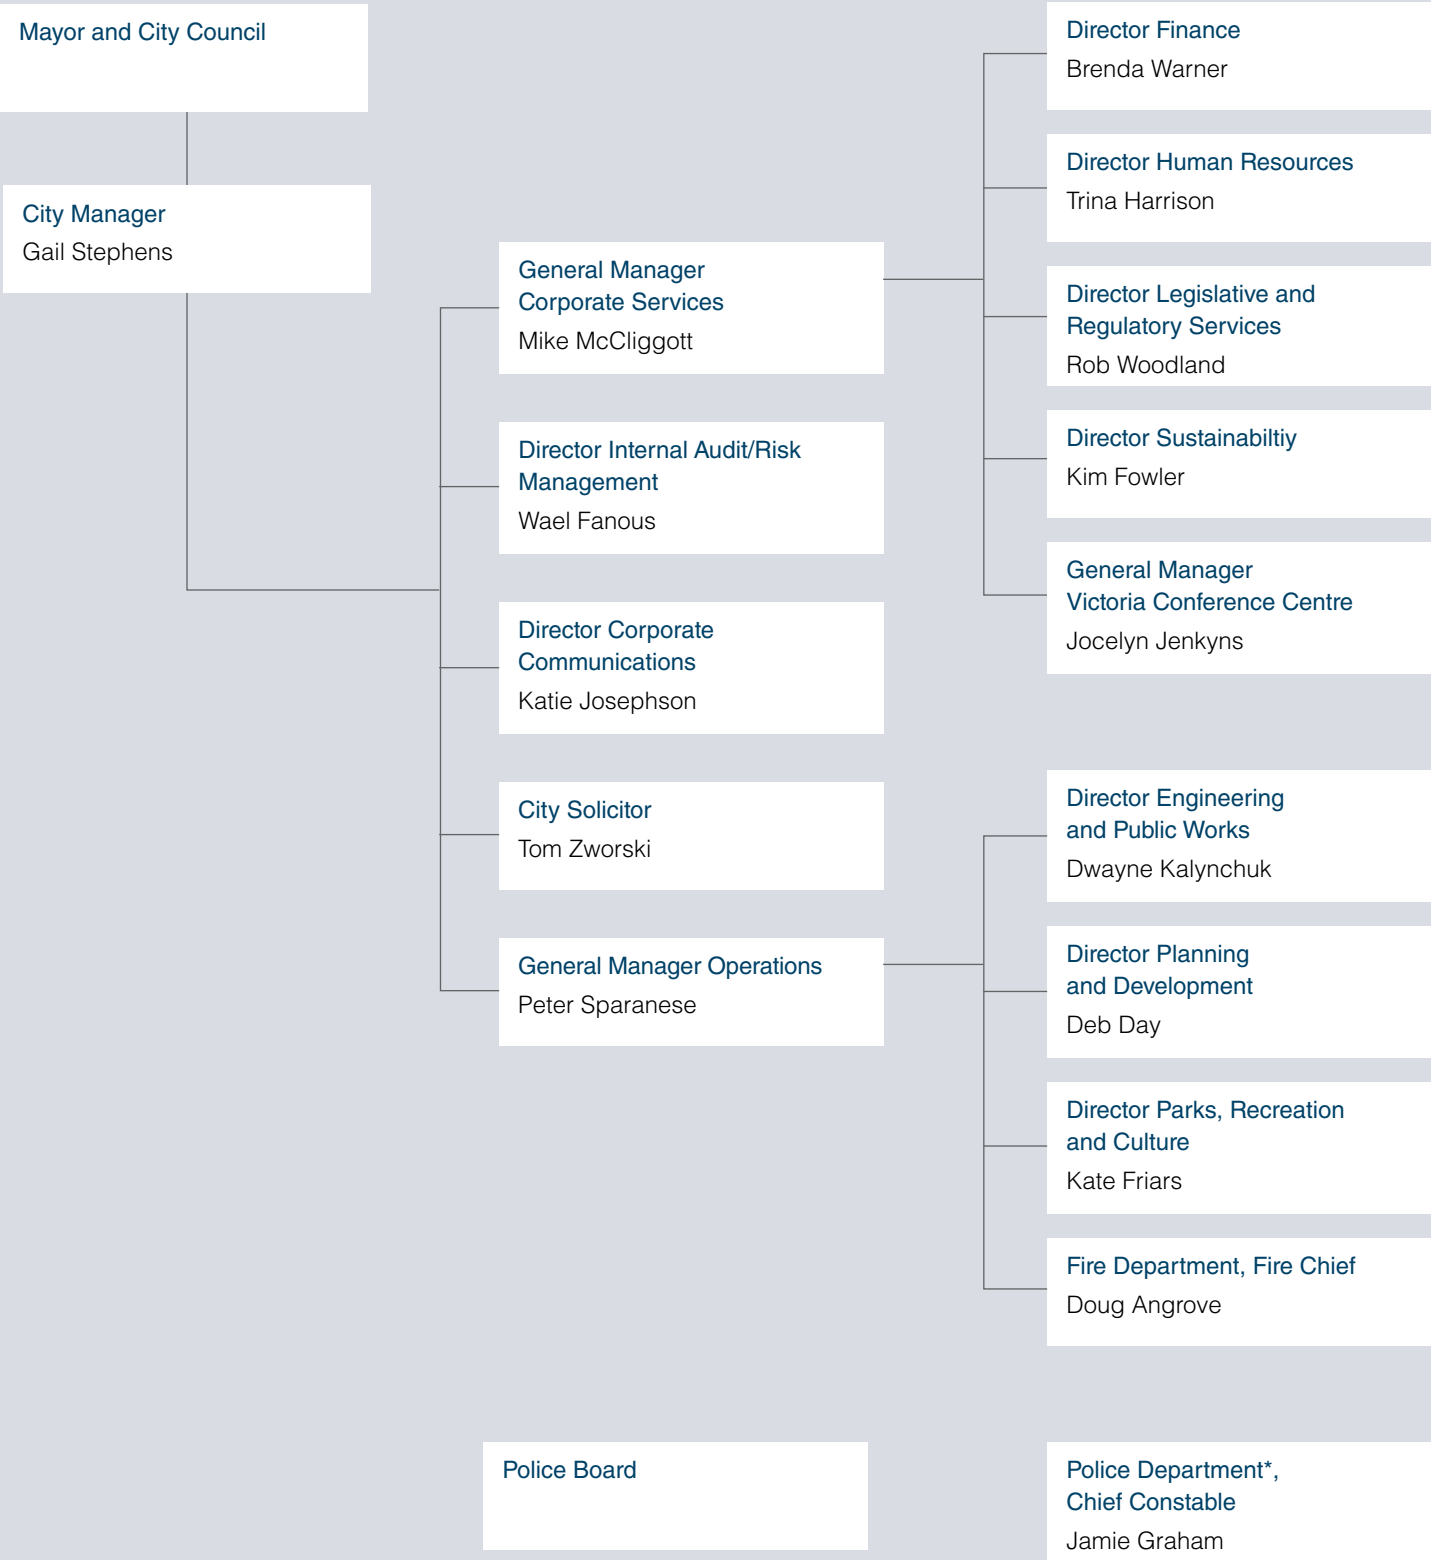 Mayor and City Council
City Manager
Gail Stephens
General Manager
Corporate Services
Mike McCliggott
Director Internal Audit/Risk
Management
Wael Fanous
Director Corporate
Communications
Katie Josephson
City Solicitor
Tom Zworski
General Manager Operations
Peter Sparanese
Director Finance
Brenda Warner
Director Human Resources
Trina Harrison
Director Legislative and
Regulatory Services
Rob Woodland
Director Sustainabiltiy
Kim Fowler
General Manager
Victoria Conference Centre
Jocelyn Jenkyns
Director Engineering
and Public Works
Dwayne Kalynchuk
Director Planning
and Development
Deb Day
Director Parks, Recreation
and Culture
Kate Friars
Fire Department, Fire Chief
Doug Angrove
Police Board
Police Department*,
Chief Constable
Jamie Graham